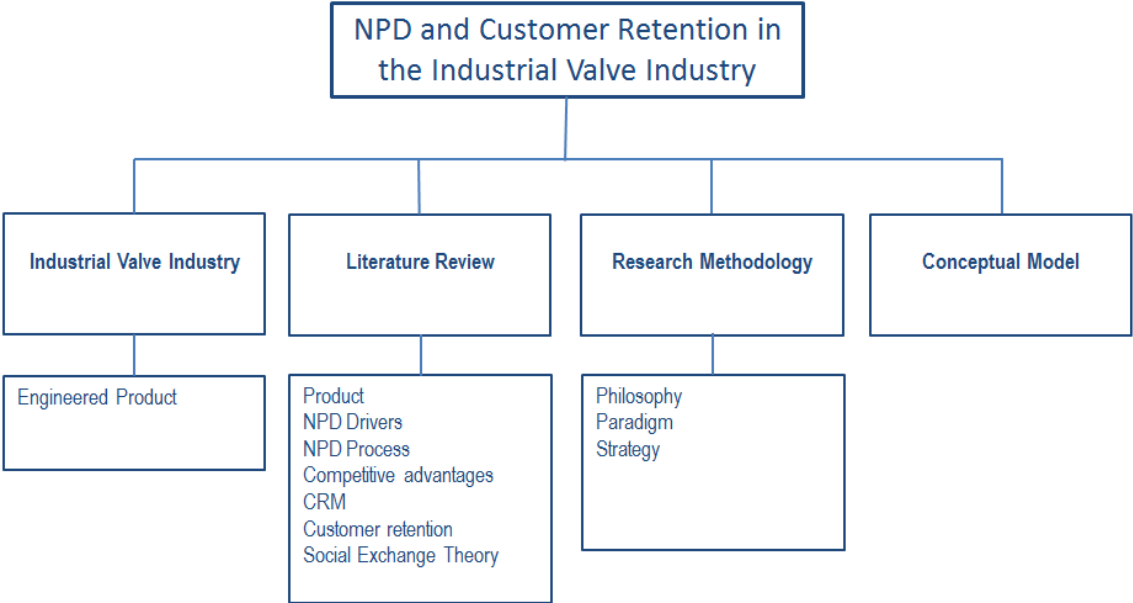 NPD and Customer Retention in
the Industrial Valve Industry
Industrial Valve Industry
Literature Review
Research Methodology
Conceptual Model
Engineered Product
Product
NPD Drivers
NPD Process
Competitive advantages
CRM
Customer retention
Social Exchange Theory
Philosophy
Paradigm
Strategy